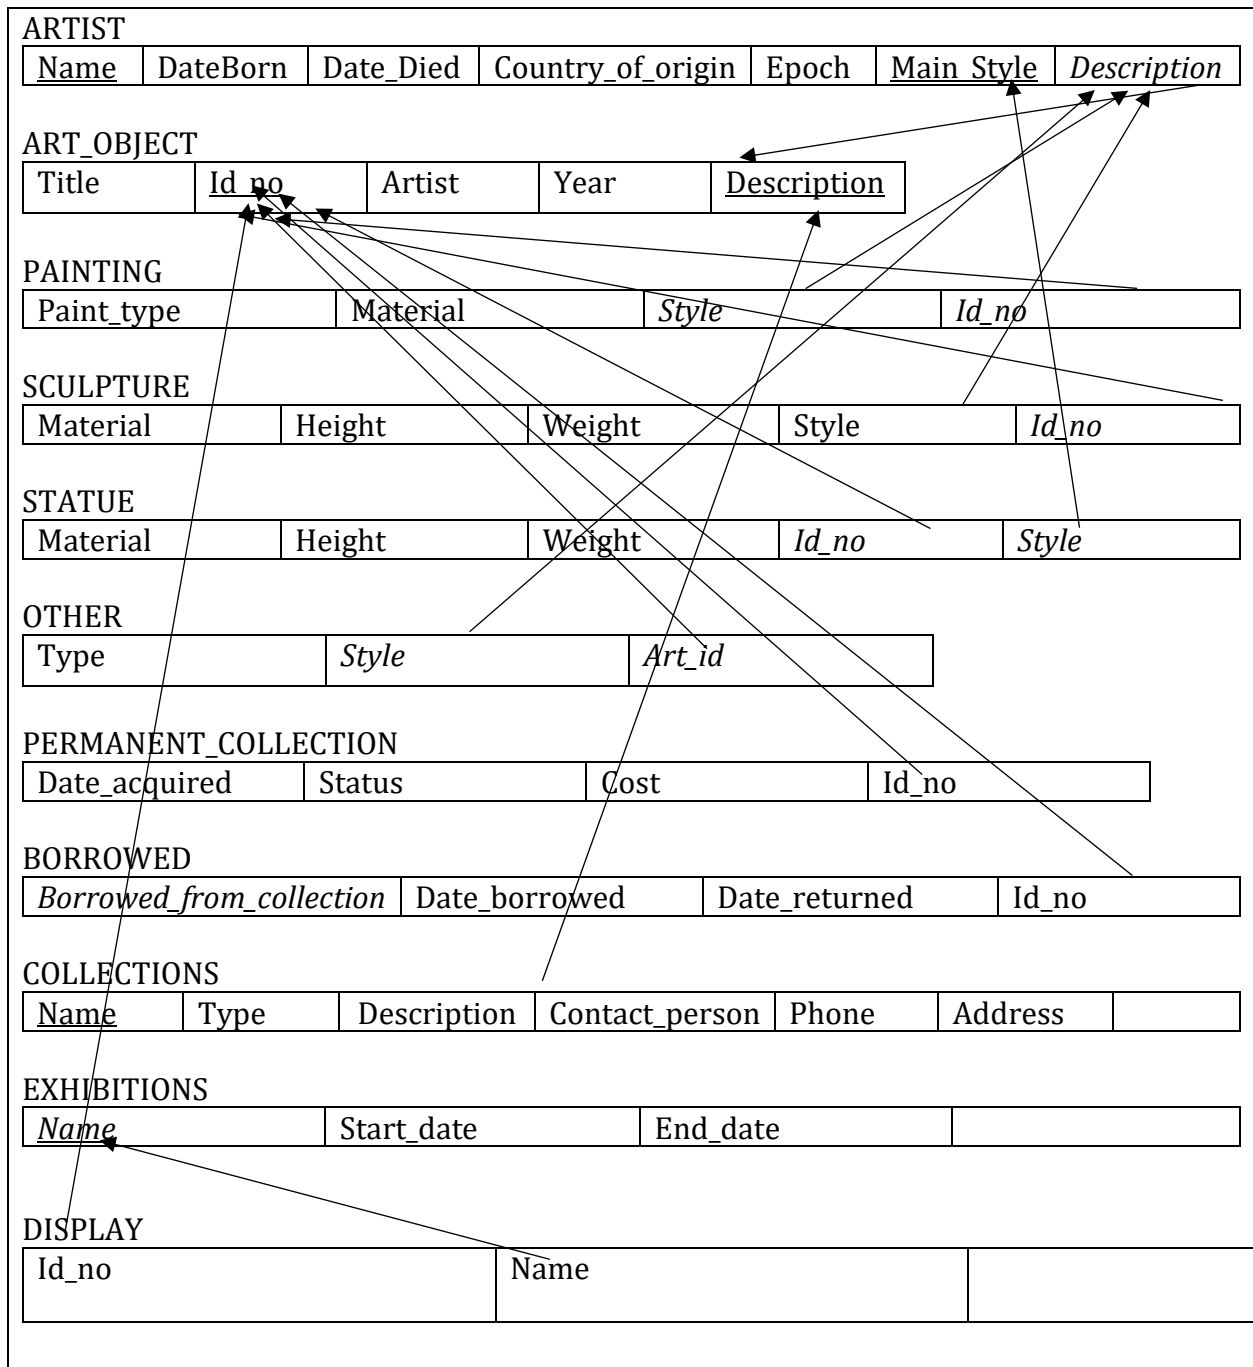 ARTIST
Name DateBorn Date_Died Country_of_origin Epoch Main_Style Description
ART_OBJECT
Title Id_no Artist Year Description
PAINTING
Paint_type Material Style Id_no
SCULPTURE
Material Height Weight Style Id_no
STATUE
Material Height Weight Id_no Style
OTHER
Type Style Art_id
PERMANENT_COLLECTION
Date_acquired Status Cost Id_no
BORROWED
Borrowed_from_collection Date_borrowed Date_returned Id_no
COLLECTIONS
Name Type Description Contact_person Phone Address
EXHIBITIONS
Name Start_date End_date
DISPLAY
Id_no Name